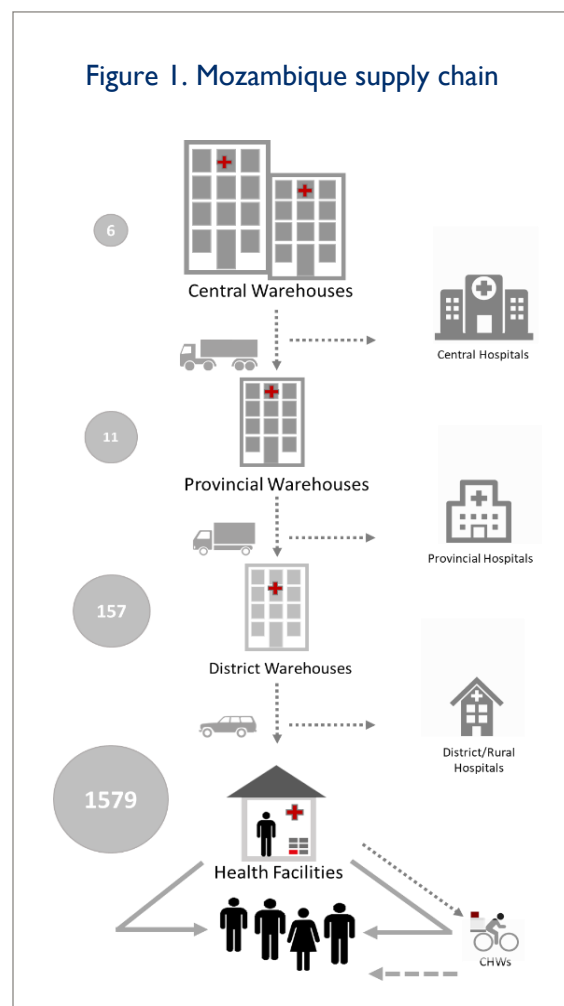 Figure 1. Mozambique supply chain
6
Central Warehouses
Central Hospitals
11
Provincial Warehouses
Provincial Hospitals
157
District Warehouses
District/Rural
Hospitals
1579
Health Facilities
CHWs